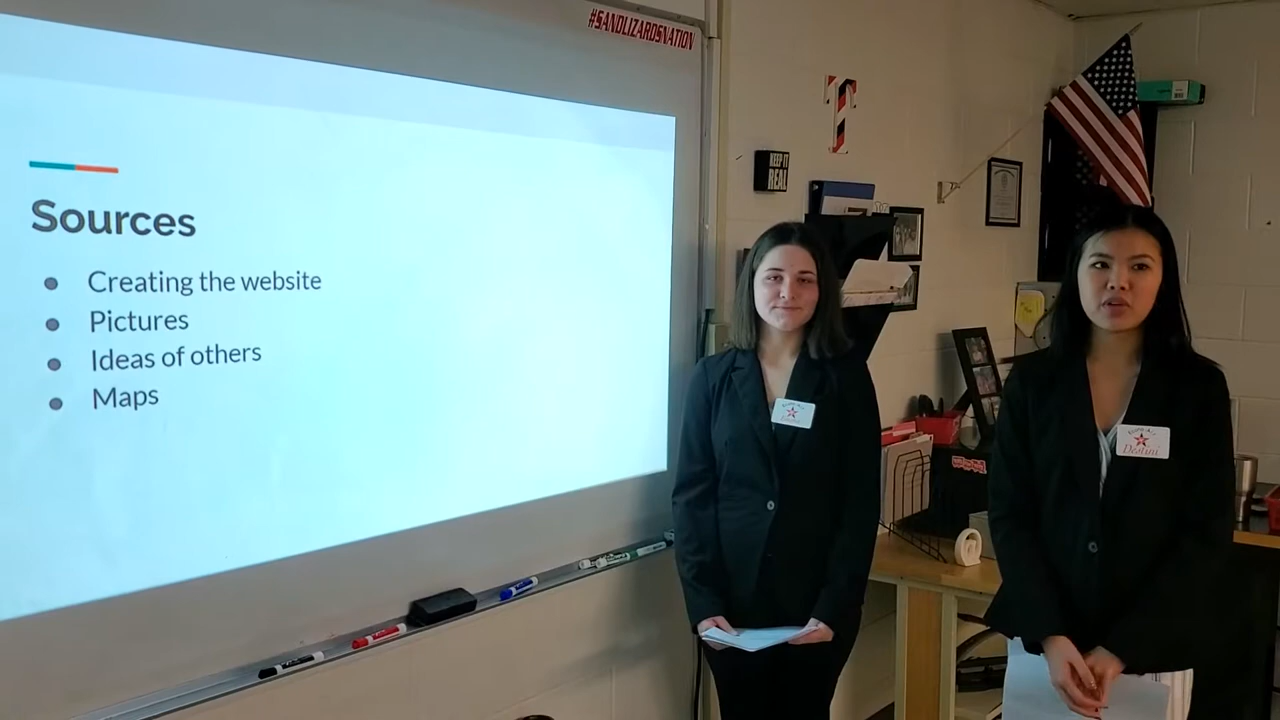 #SANDLIZARDSNATION
Sources
Creating the website
Pictures
Ideas of others
Maps
KEEP IT
REAL
T
Destini